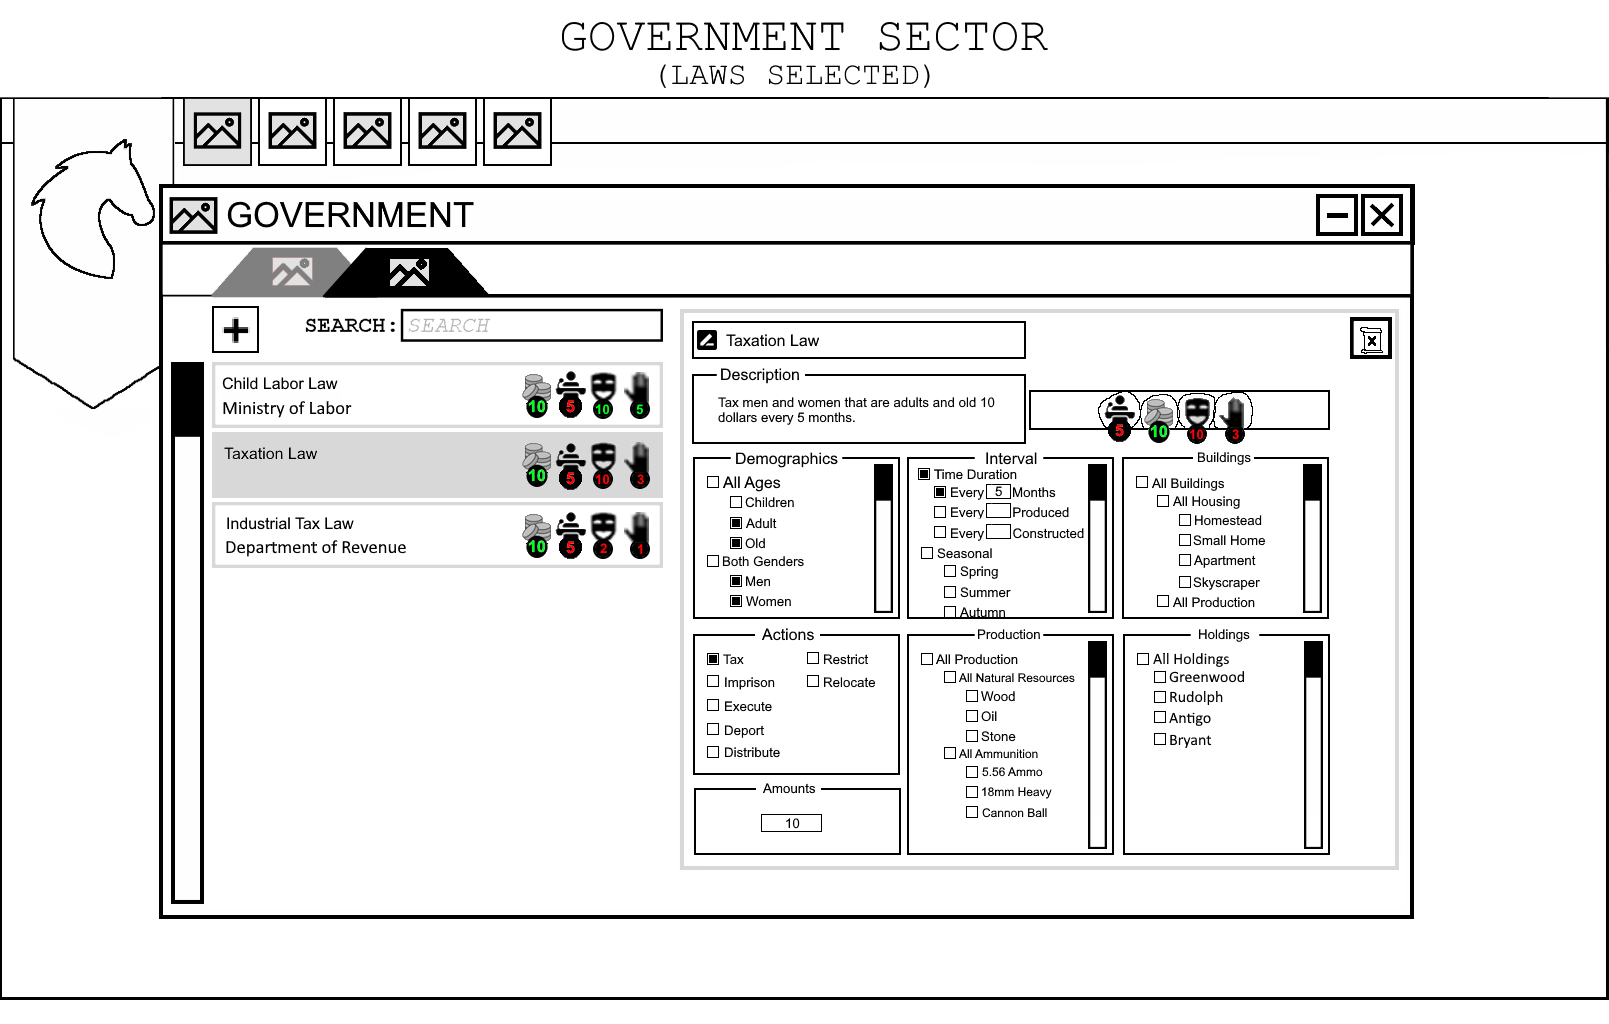 GOVERNMENT SECTOR
(LAWS SELECTED)
GOVERNMENT
SEARCH: SEARCH
Child Labor Law
Ministry of Labor
10 5 10 5
Taxation Law
10 5 10 3
Industrial Tax Law
Department of Revenue
10 5 2 1
Taxation Law
Description
Tax men and women that are adults and old 10
dollars every 5 months.
5 10 10 3
Demographics
All Ages
Children
Adult
Old
Both Genders
Men
Women
Interval
Time Duration
Every 5 Months
Every Produced
Every Constructed
Seasonal
Spring
Summer
Autumn
Buildings
All Buildings
All Housing
Homestead
Small Home
Apartment
Skyscraper
All Production
Actions
Tax
Restrict
Imprison
Relocate
Execute
Deport
Distribute
Amounts
10
Production
All Production
All Natural Resources
Wood
Oil
Stone
All Ammunition
5.56 Ammo
18mm Heavy
Cannon Ball
Holdings
All Holdings
Greenwood
Rudolph
Antigo
Bryant